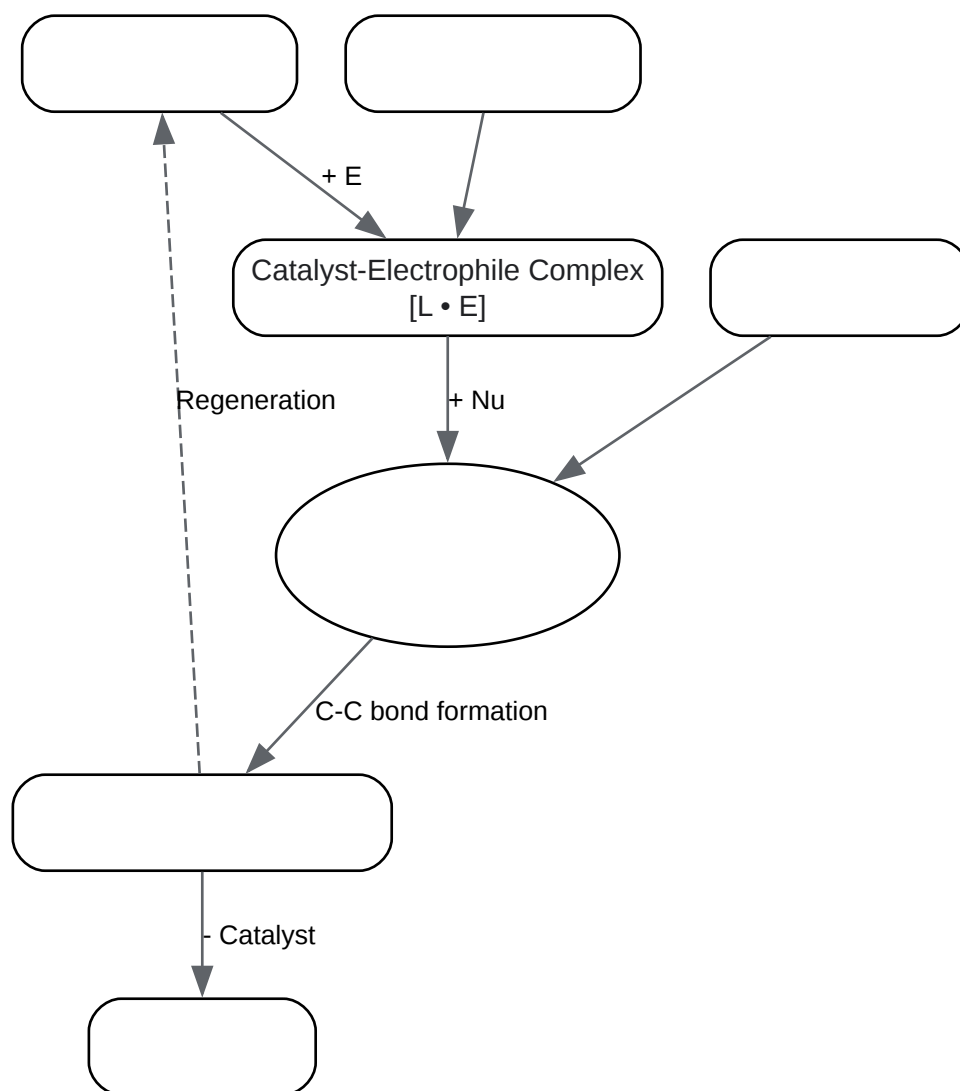 + E
Catalyst-Electrophile Complex
[L • E]
Regeneration
+ Nu
C-C bond formation
- Catalyst